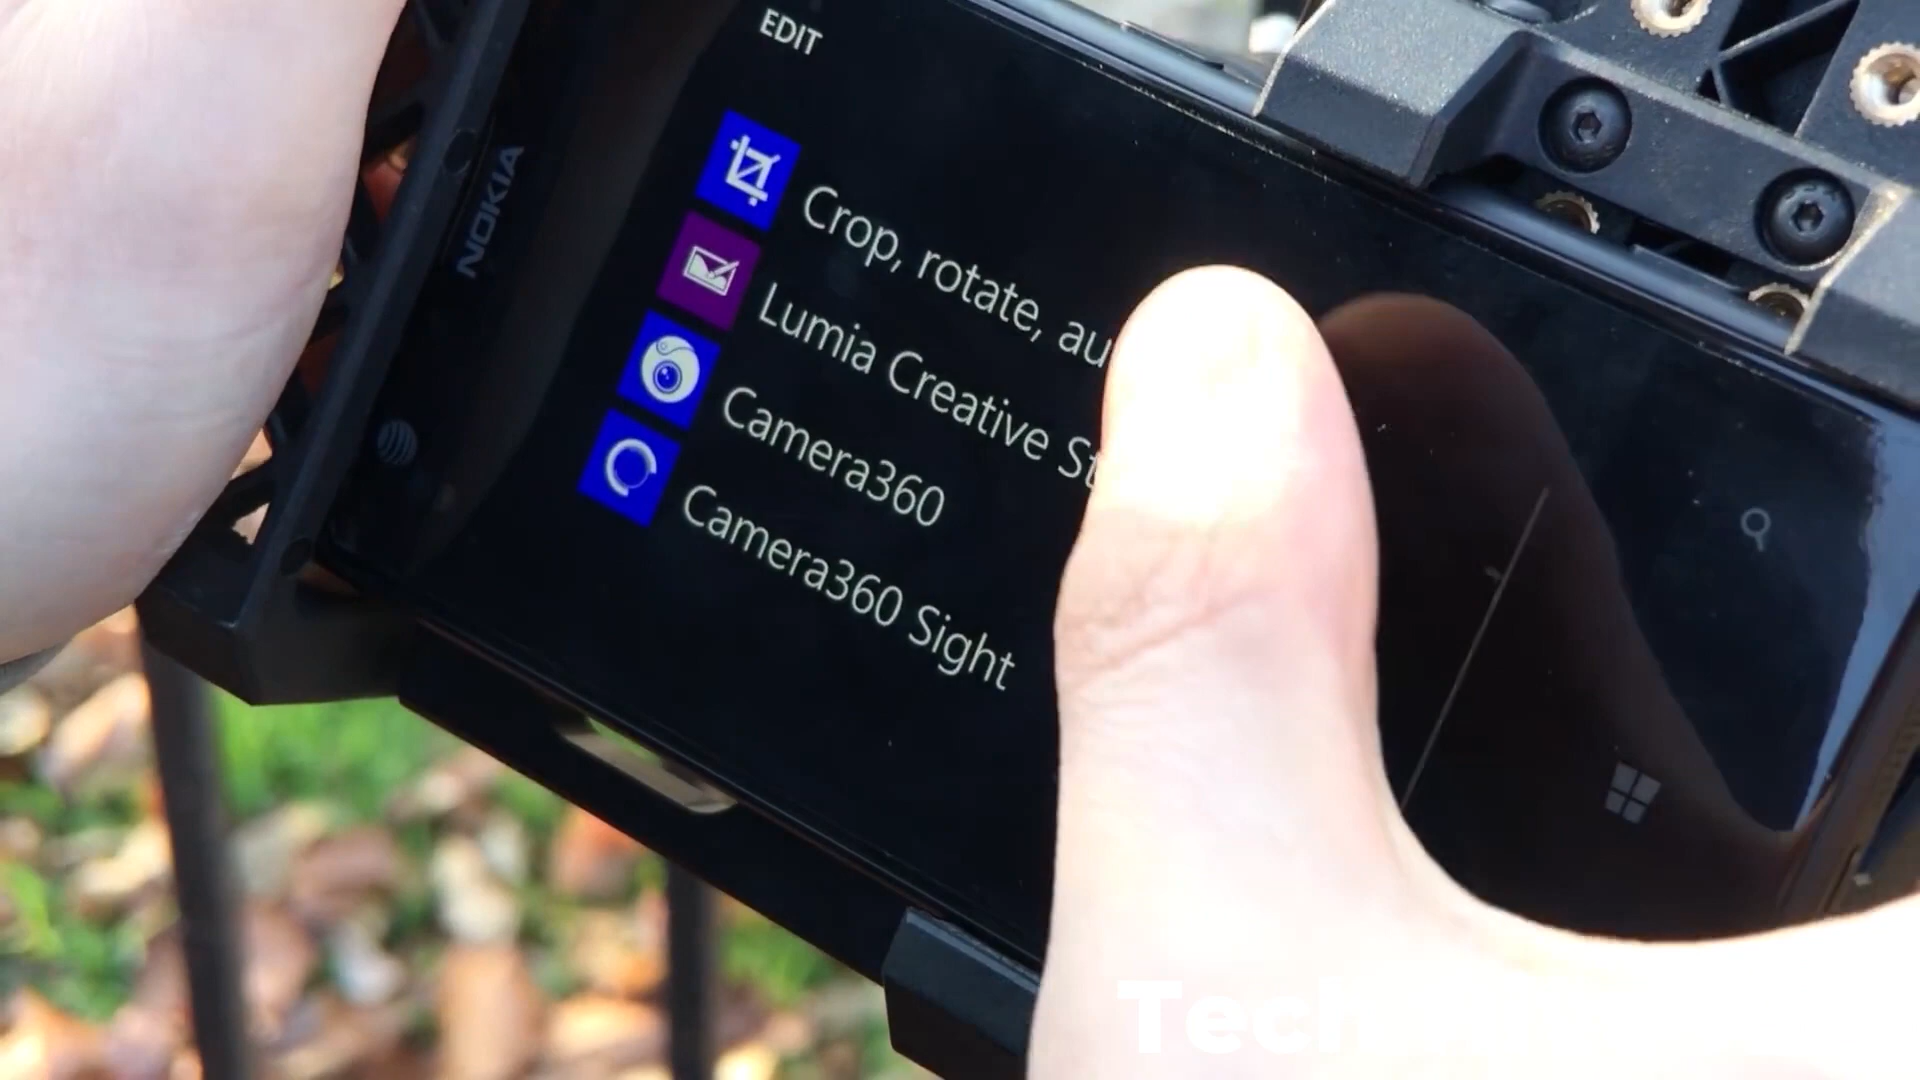 EDIT
Crop, rotate, au
Lumia Creative St
Camera360
Camera360 Sight
NOKIA
Tech